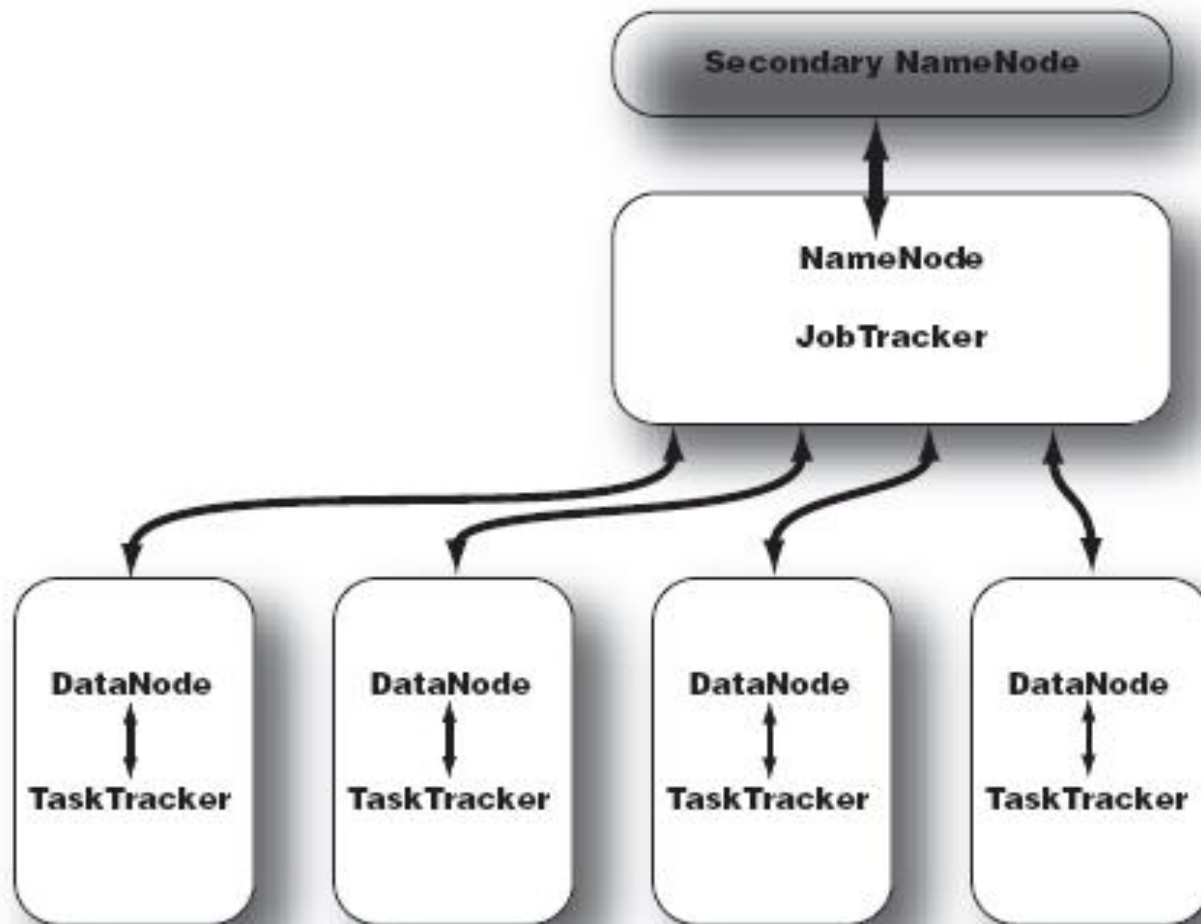 Secondary NameNode
NameNode
JobTracker
DataNode
TaskTracker
DataNode
TaskTracker
DataNode
TaskTracker
DataNode
TaskTracker